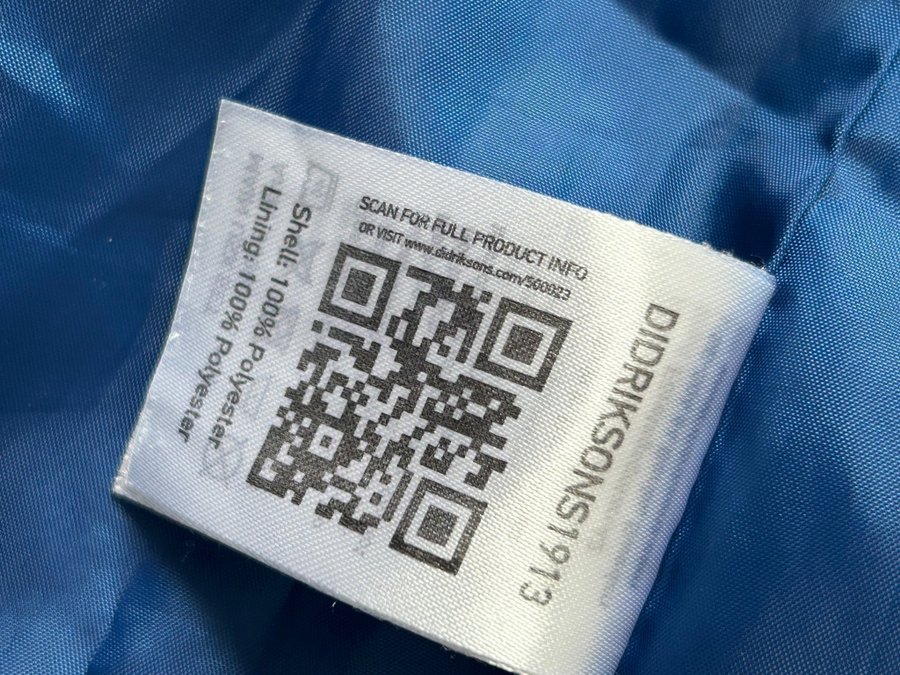 SCAN FOR FULL PRODUCT INFO
OR VISIT www.didriksons.com/500023
Shell: 100% Polyester
Lining: 100% Polyester
DIDRIKSONS1913